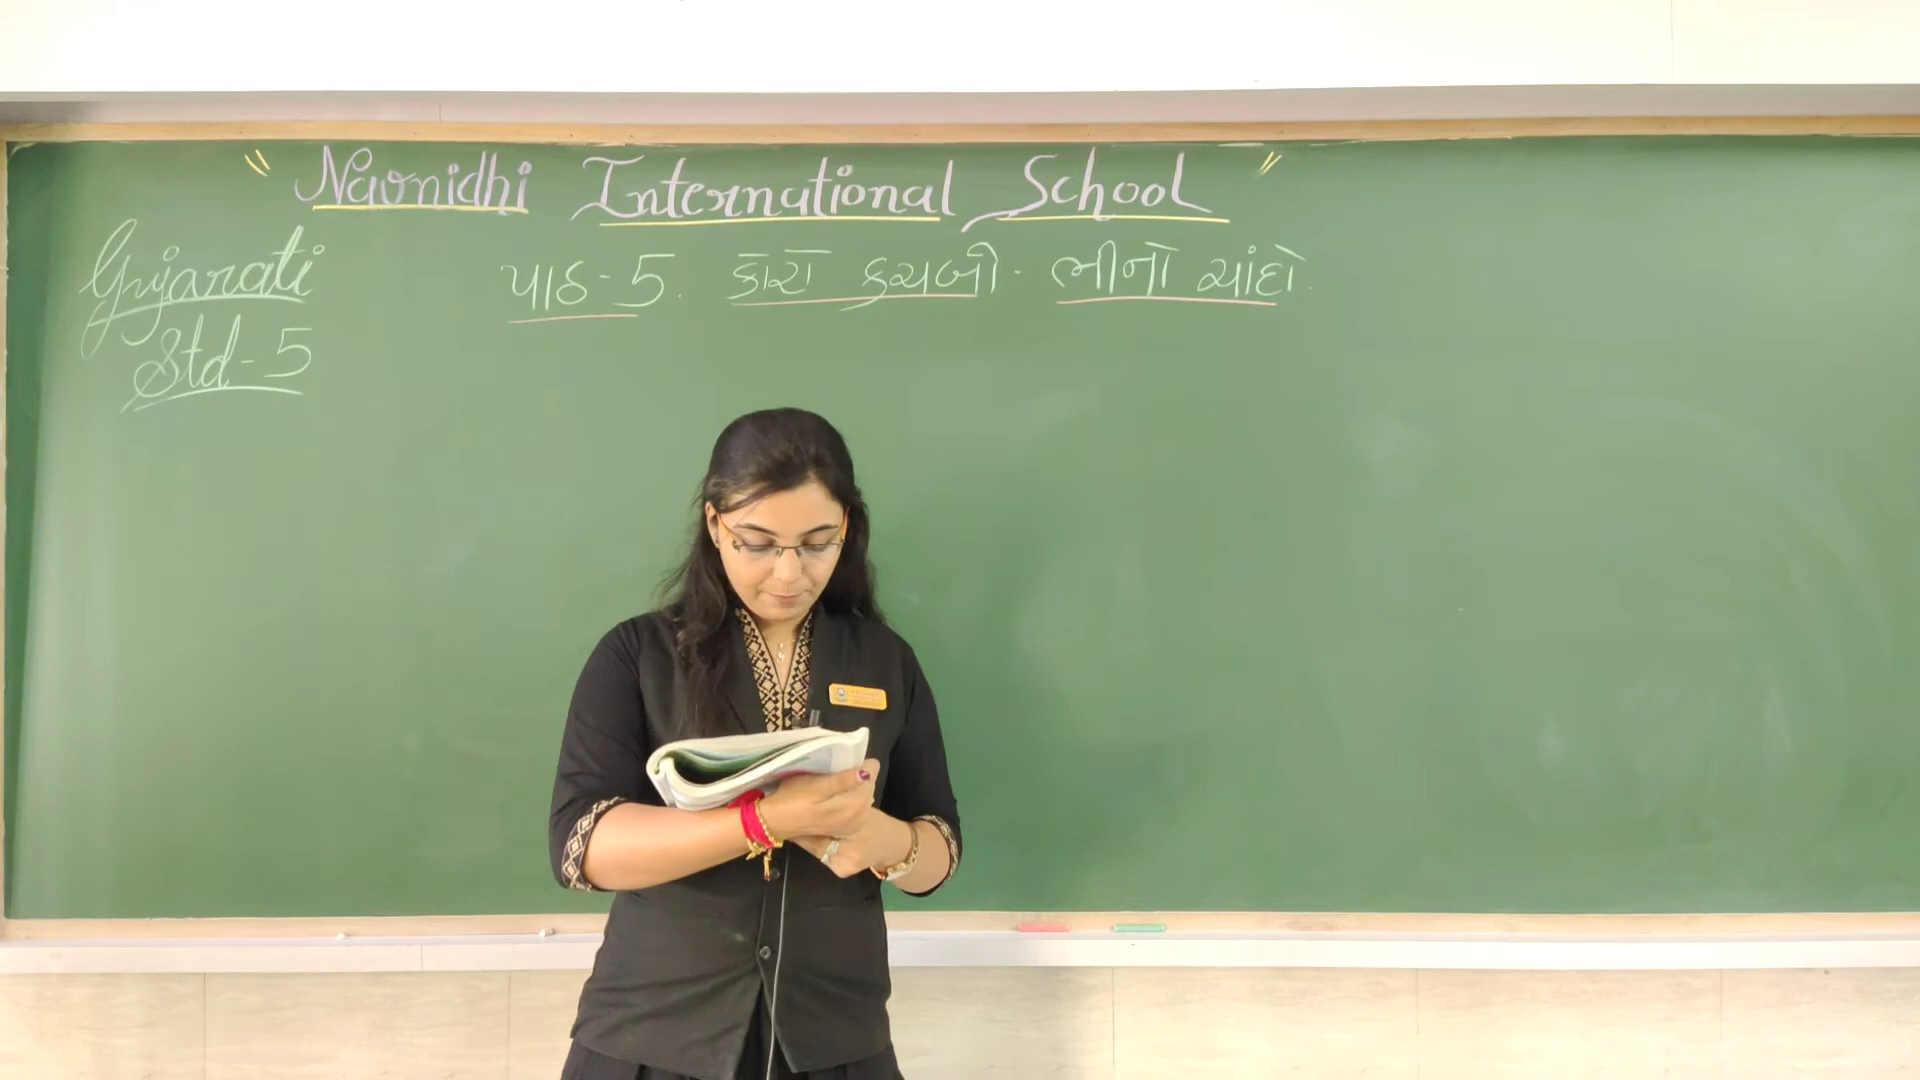 " Navnidhi International School "
Gujarati
Std-5
પાઠ-5. કારો કચબી. ભીનો ચાંદો.